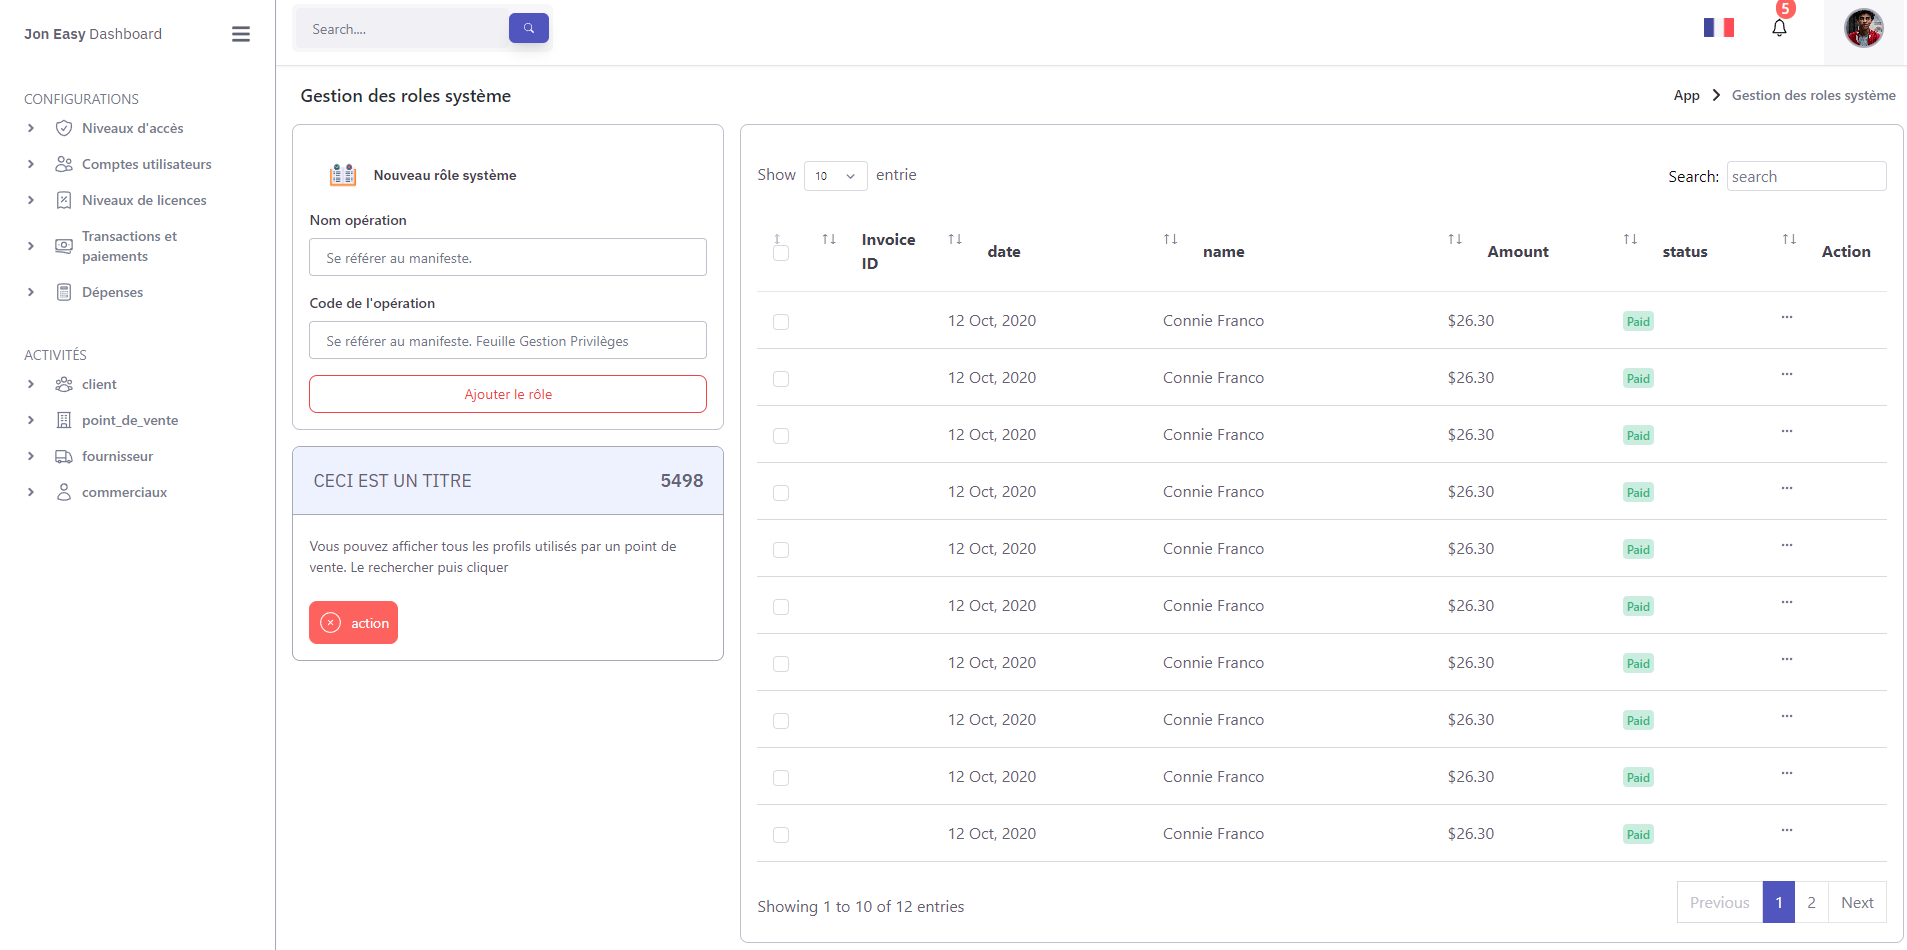 Jon Easy Dashboard
Search....
5
CONFIGURATIONS
Niveaux d'accès
Comptes utilisateurs
Niveaux de licences
Transactions et
paiements
Dépenses
ACTIVITÉS
client
point_de_vente
fournisseur
commerciaux
Gestion des roles système
App > Gestion des roles système
Nouveau rôle système
Nom opération
Se référer au manifeste.
Code de l'opération
Se référer au manifeste. Feuille Gestion Privilèges
Ajouter le rôle
CECI EST UN TITRE 5498
Vous pouvez afficher tous les profils utilisés par un point de
vente. Le rechercher puis cliquer
action
Show 10 entrie
Search: search
Invoice
ID
date name Amount status Action
12 Oct, 2020 Connie Franco $26.30 Paid ...
12 Oct, 2020 Connie Franco $26.30 Paid ...
12 Oct, 2020 Connie Franco $26.30 Paid ...
12 Oct, 2020 Connie Franco $26.30 Paid ...
12 Oct, 2020 Connie Franco $26.30 Paid ...
12 Oct, 2020 Connie Franco $26.30 Paid ...
12 Oct, 2020 Connie Franco $26.30 Paid ...
12 Oct, 2020 Connie Franco $26.30 Paid ...
12 Oct, 2020 Connie Franco $26.30 Paid ...
12 Oct, 2020 Connie Franco $26.30 Paid ...
Showing 1 to 10 of 12 entries
Previous 1 2 Next